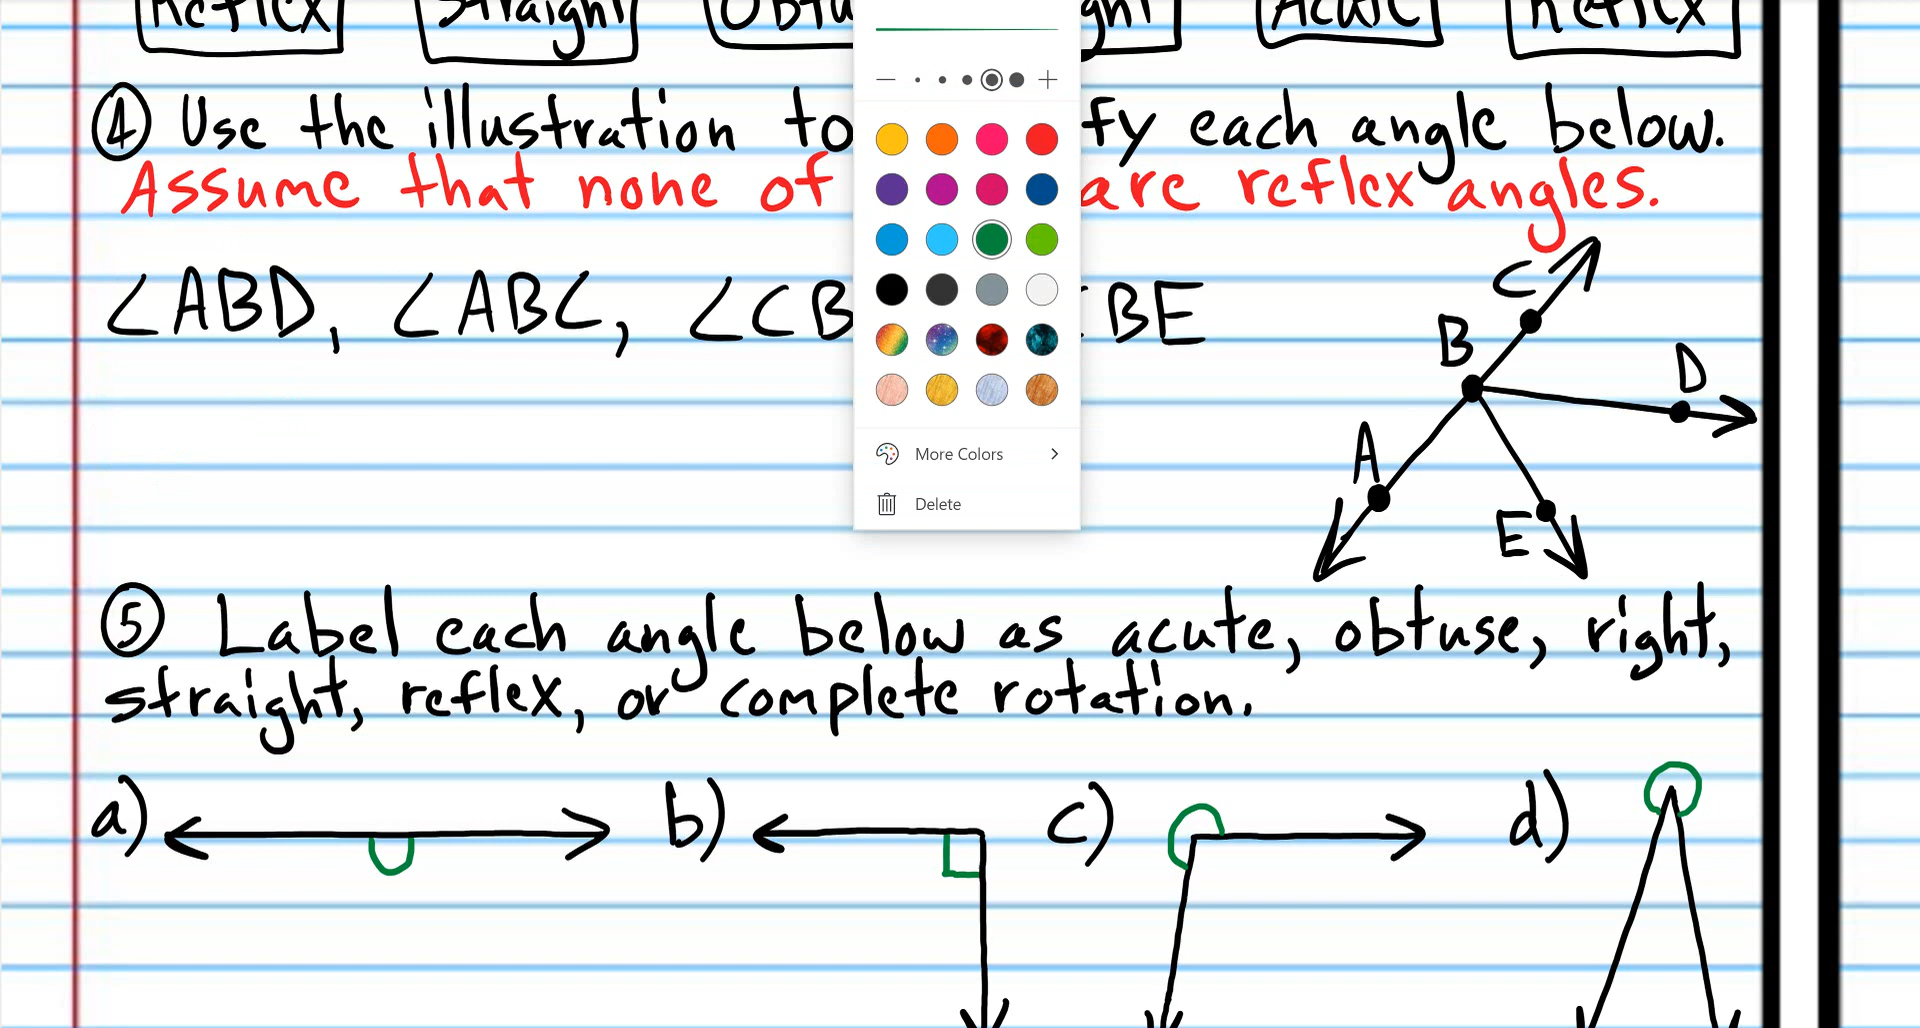 Reflex Straight Acute Reflex
④ Use the illustration to fy each angle below.
Assume that none of are reflex angles.
∠ABD, ∠ABC, ∠CB BE
C
B
D
A
E
⑤ Label each angle below as acute, obtuse, right,
straight, reflex, or complete rotation.
a) b) c) d)
More Colors
Delete